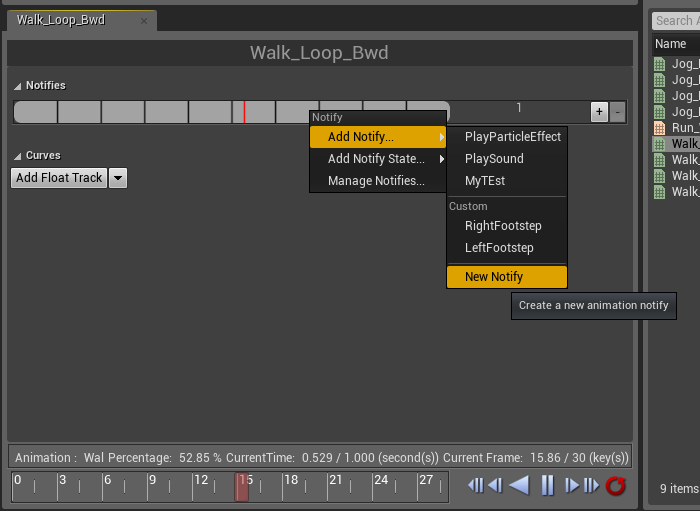 Walk_Loop_Bwd ×
Search A
Walk_Loop_Bwd
Name
Notifies
Jog_
Jog_
Jog_
Jog_
Run_
Walk_
Walk_
Walk_
Walk_
1 + -
Notify
Add Notify...
Add Notify State...
Manage Notifies...
PlayParticleEffect
PlaySound
MyTEst
Custom
RightFootstep
LeftFootstep
New Notify
Create a new animation notify
Curves
Add Float Track
Animation : Wal Percentage: 52.85 % CurrentTime: 0.529 / 1.000 (second(s)) Current Frame: 15.86 / 30 (key(s))
0 3 6 9 12 15 18 21 24 27
9 items